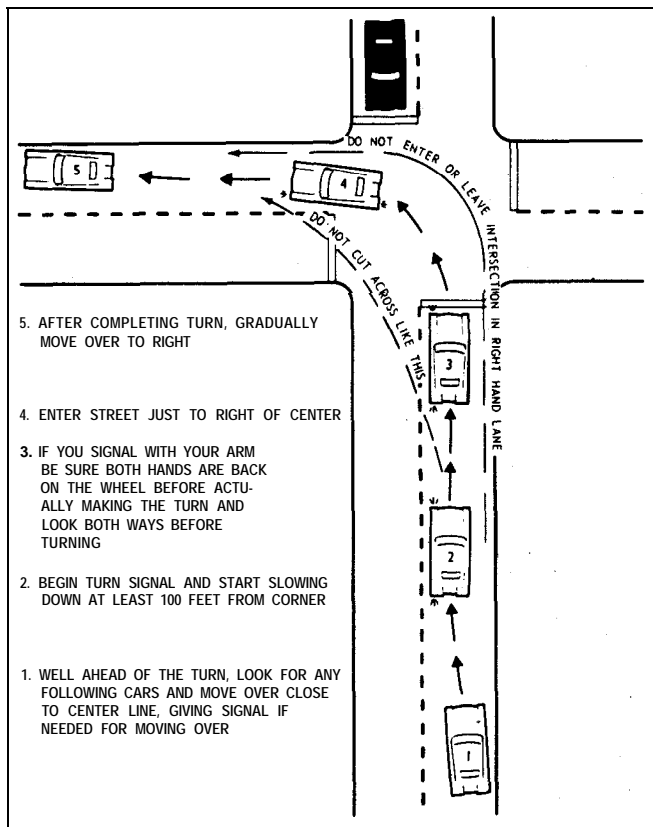 DO NOT ENTER OR LEAVE INTERSECTION IN RIGHT HAND LANE
DO NOT CUT ACROSS LIKE THIS.
5
4
3
2
1
5. AFTER COMPLETING TURN, GRADUALLY
MOVE OVER TO RIGHT
4. ENTER STREET JUST TO RIGHT OF CENTER
3. IF YOU SIGNAL WITH YOUR ARM
BE SURE BOTH HANDS ARE BACK
ON THE WHEEL BEFORE ACTU-
ALLY MAKING THE TURN AND
LOOK BOTH WAYS BEFORE
TURNING
2. BEGIN TURN SIGNAL AND START SLOWING
DOWN AT LEAST 100 FEET FROM CORNER
1. WELL AHEAD OF THE TURN, LOOK FOR ANY
FOLLOWING CARS AND MOVE OVER CLOSE
TO CENTER LINE, GIVING SIGNAL IF
NEEDED FOR MOVING OVER